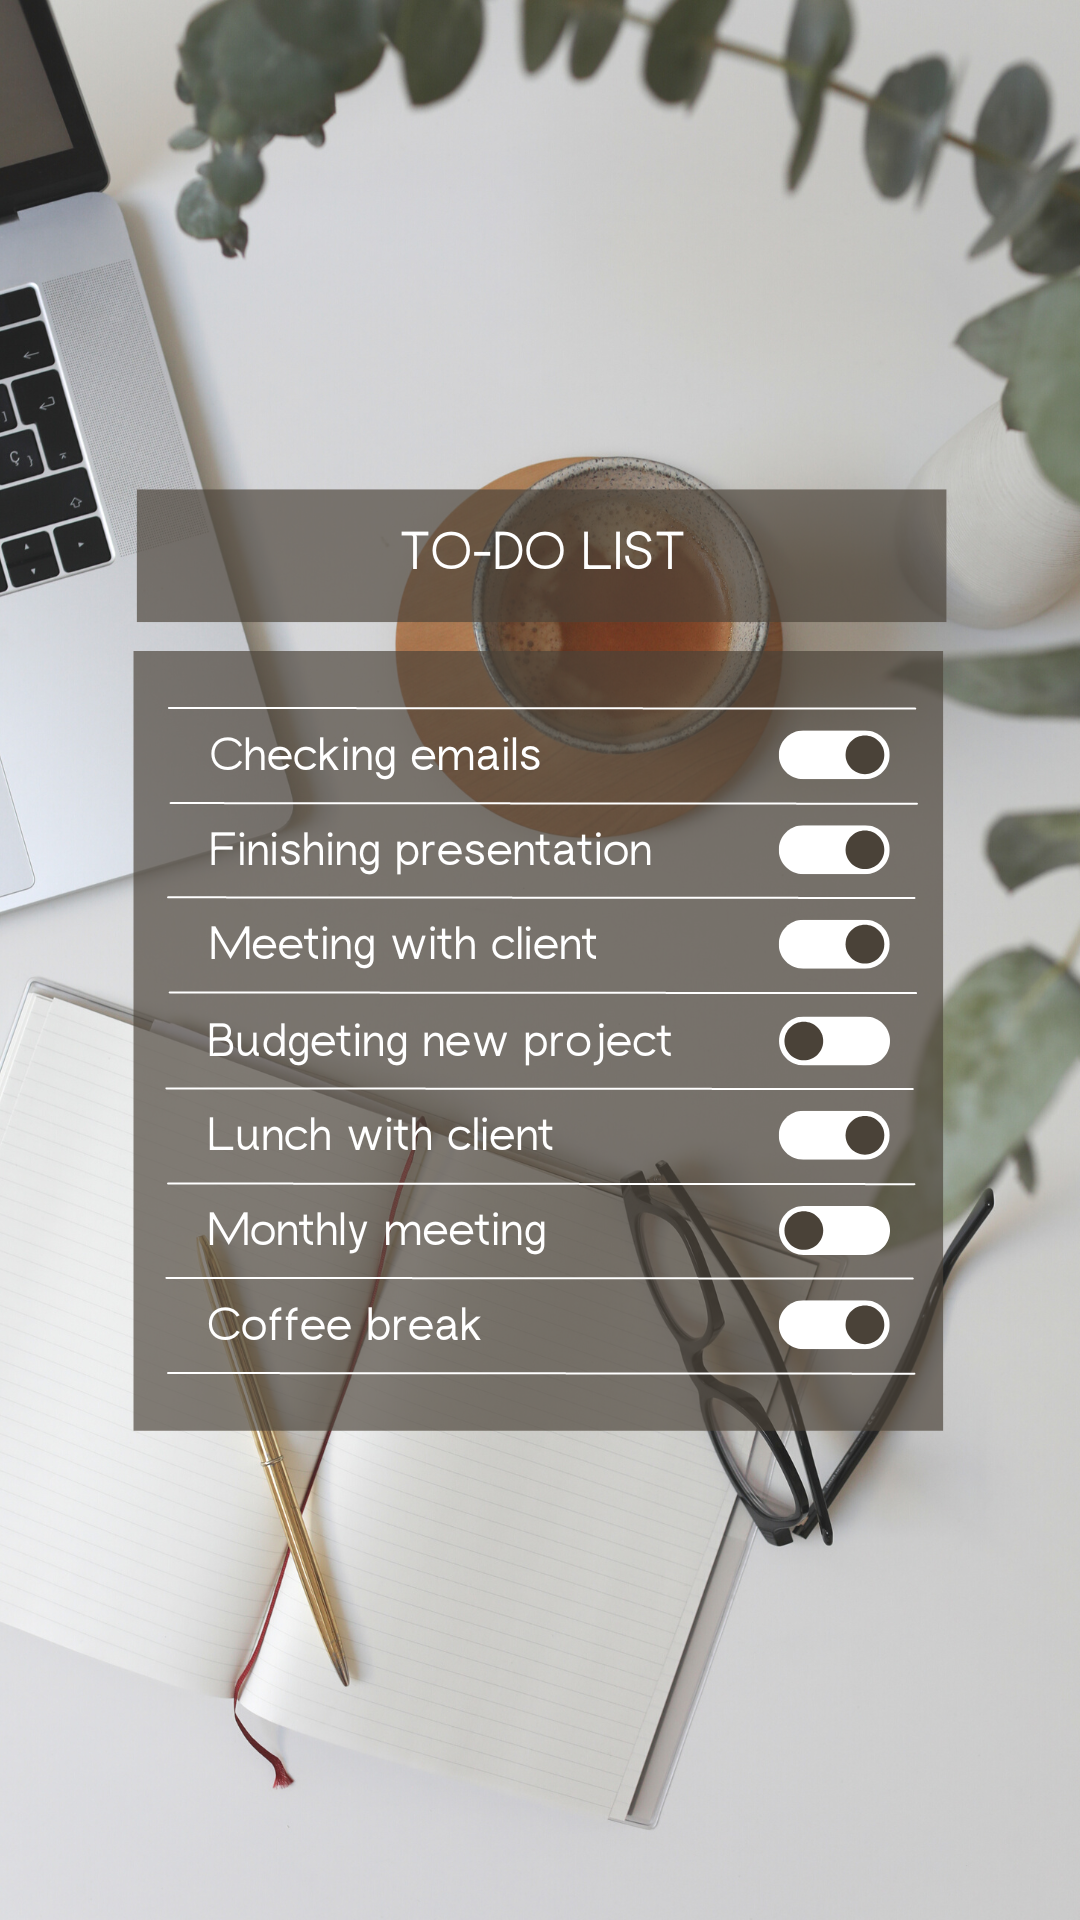 TO-DO LIST
Checking emails
Finishing presentation
Meeting with client
Budgeting new project
Lunch with client
Monthly meeting
Coffee break